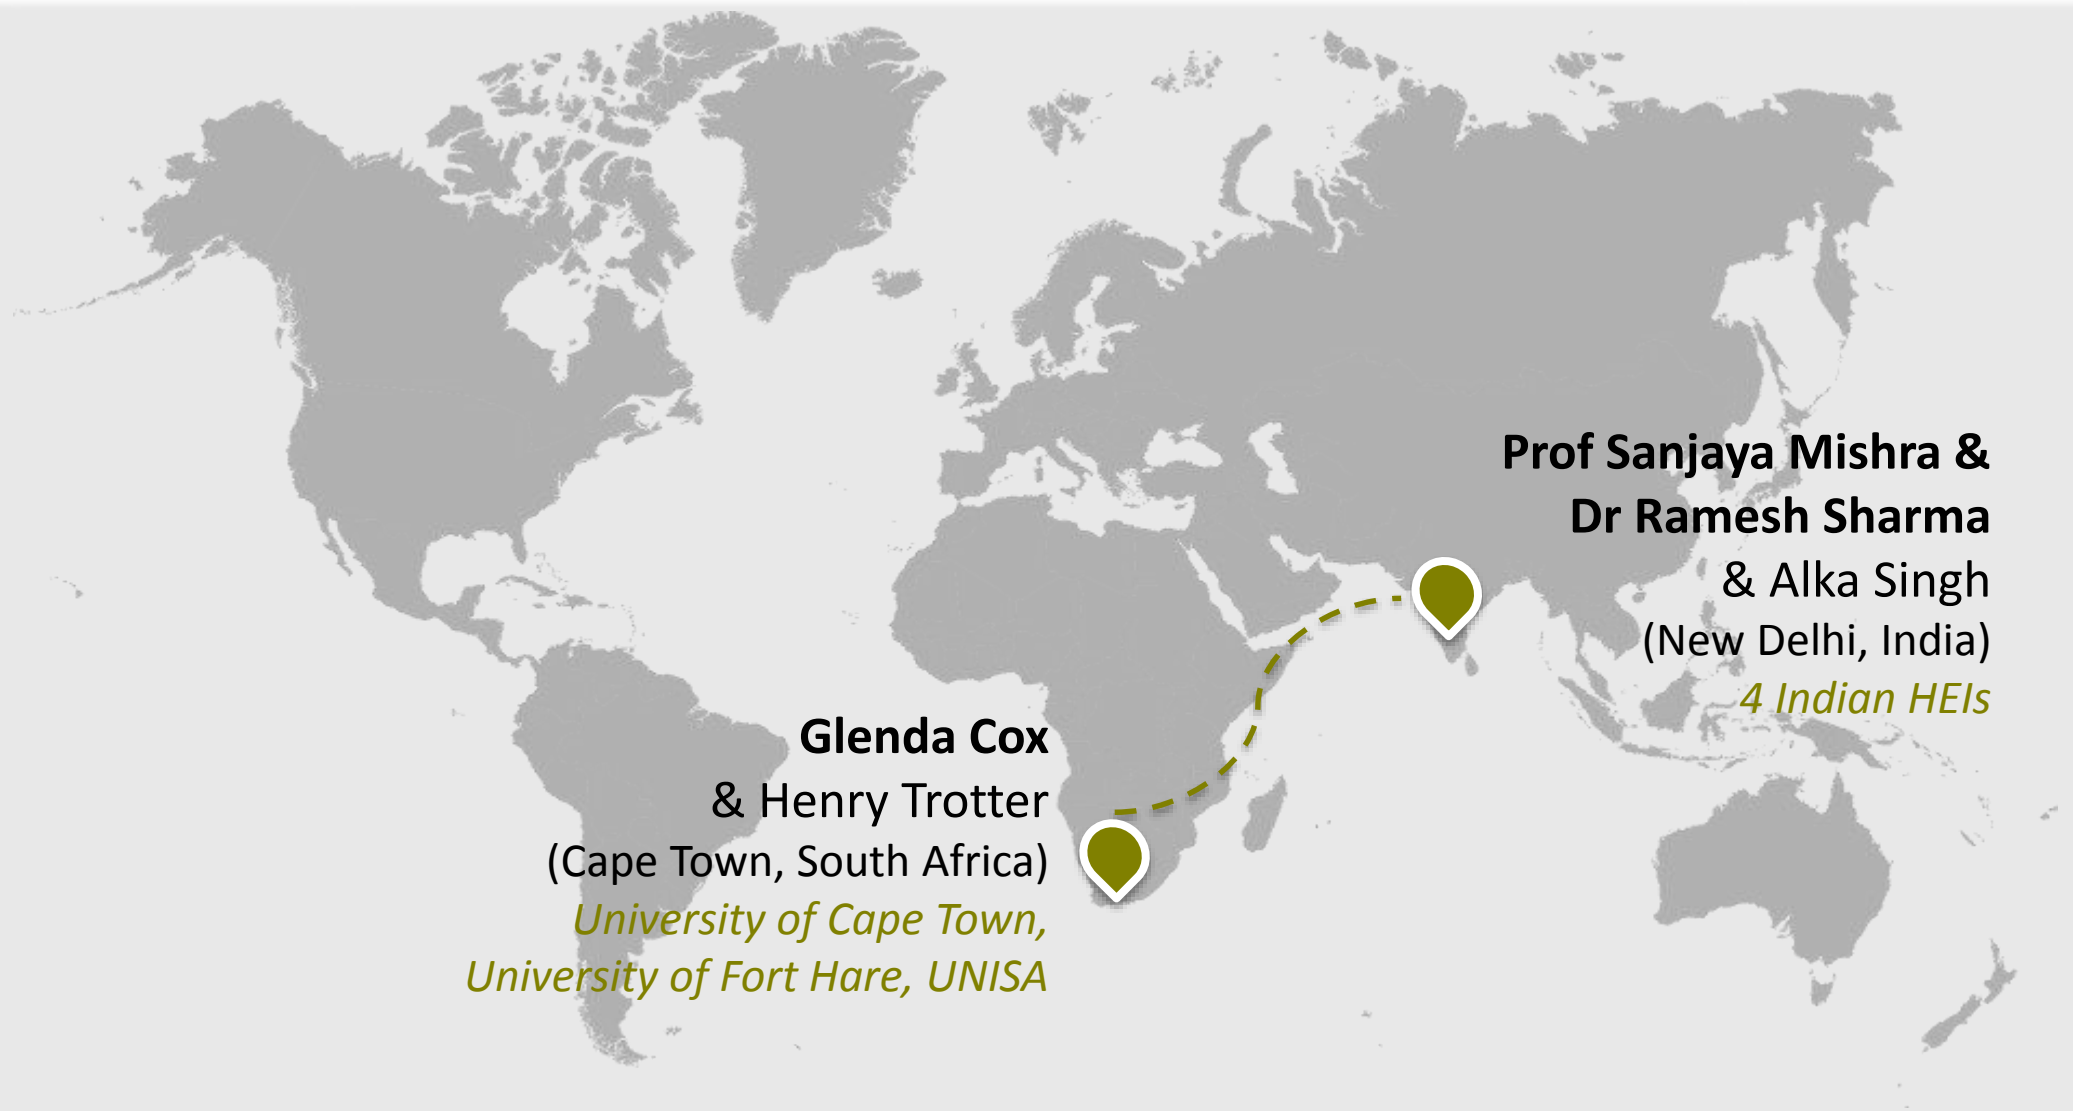 Prof Sanjaya Mishra &
Dr Ramesh Sharma
& Alka Singh
(New Delhi, India)
4 Indian HEIs
Glenda Cox
& Henry Trotter
(Cape Town, South Africa)
University of Cape Town,
University of Fort Hare, UNISA